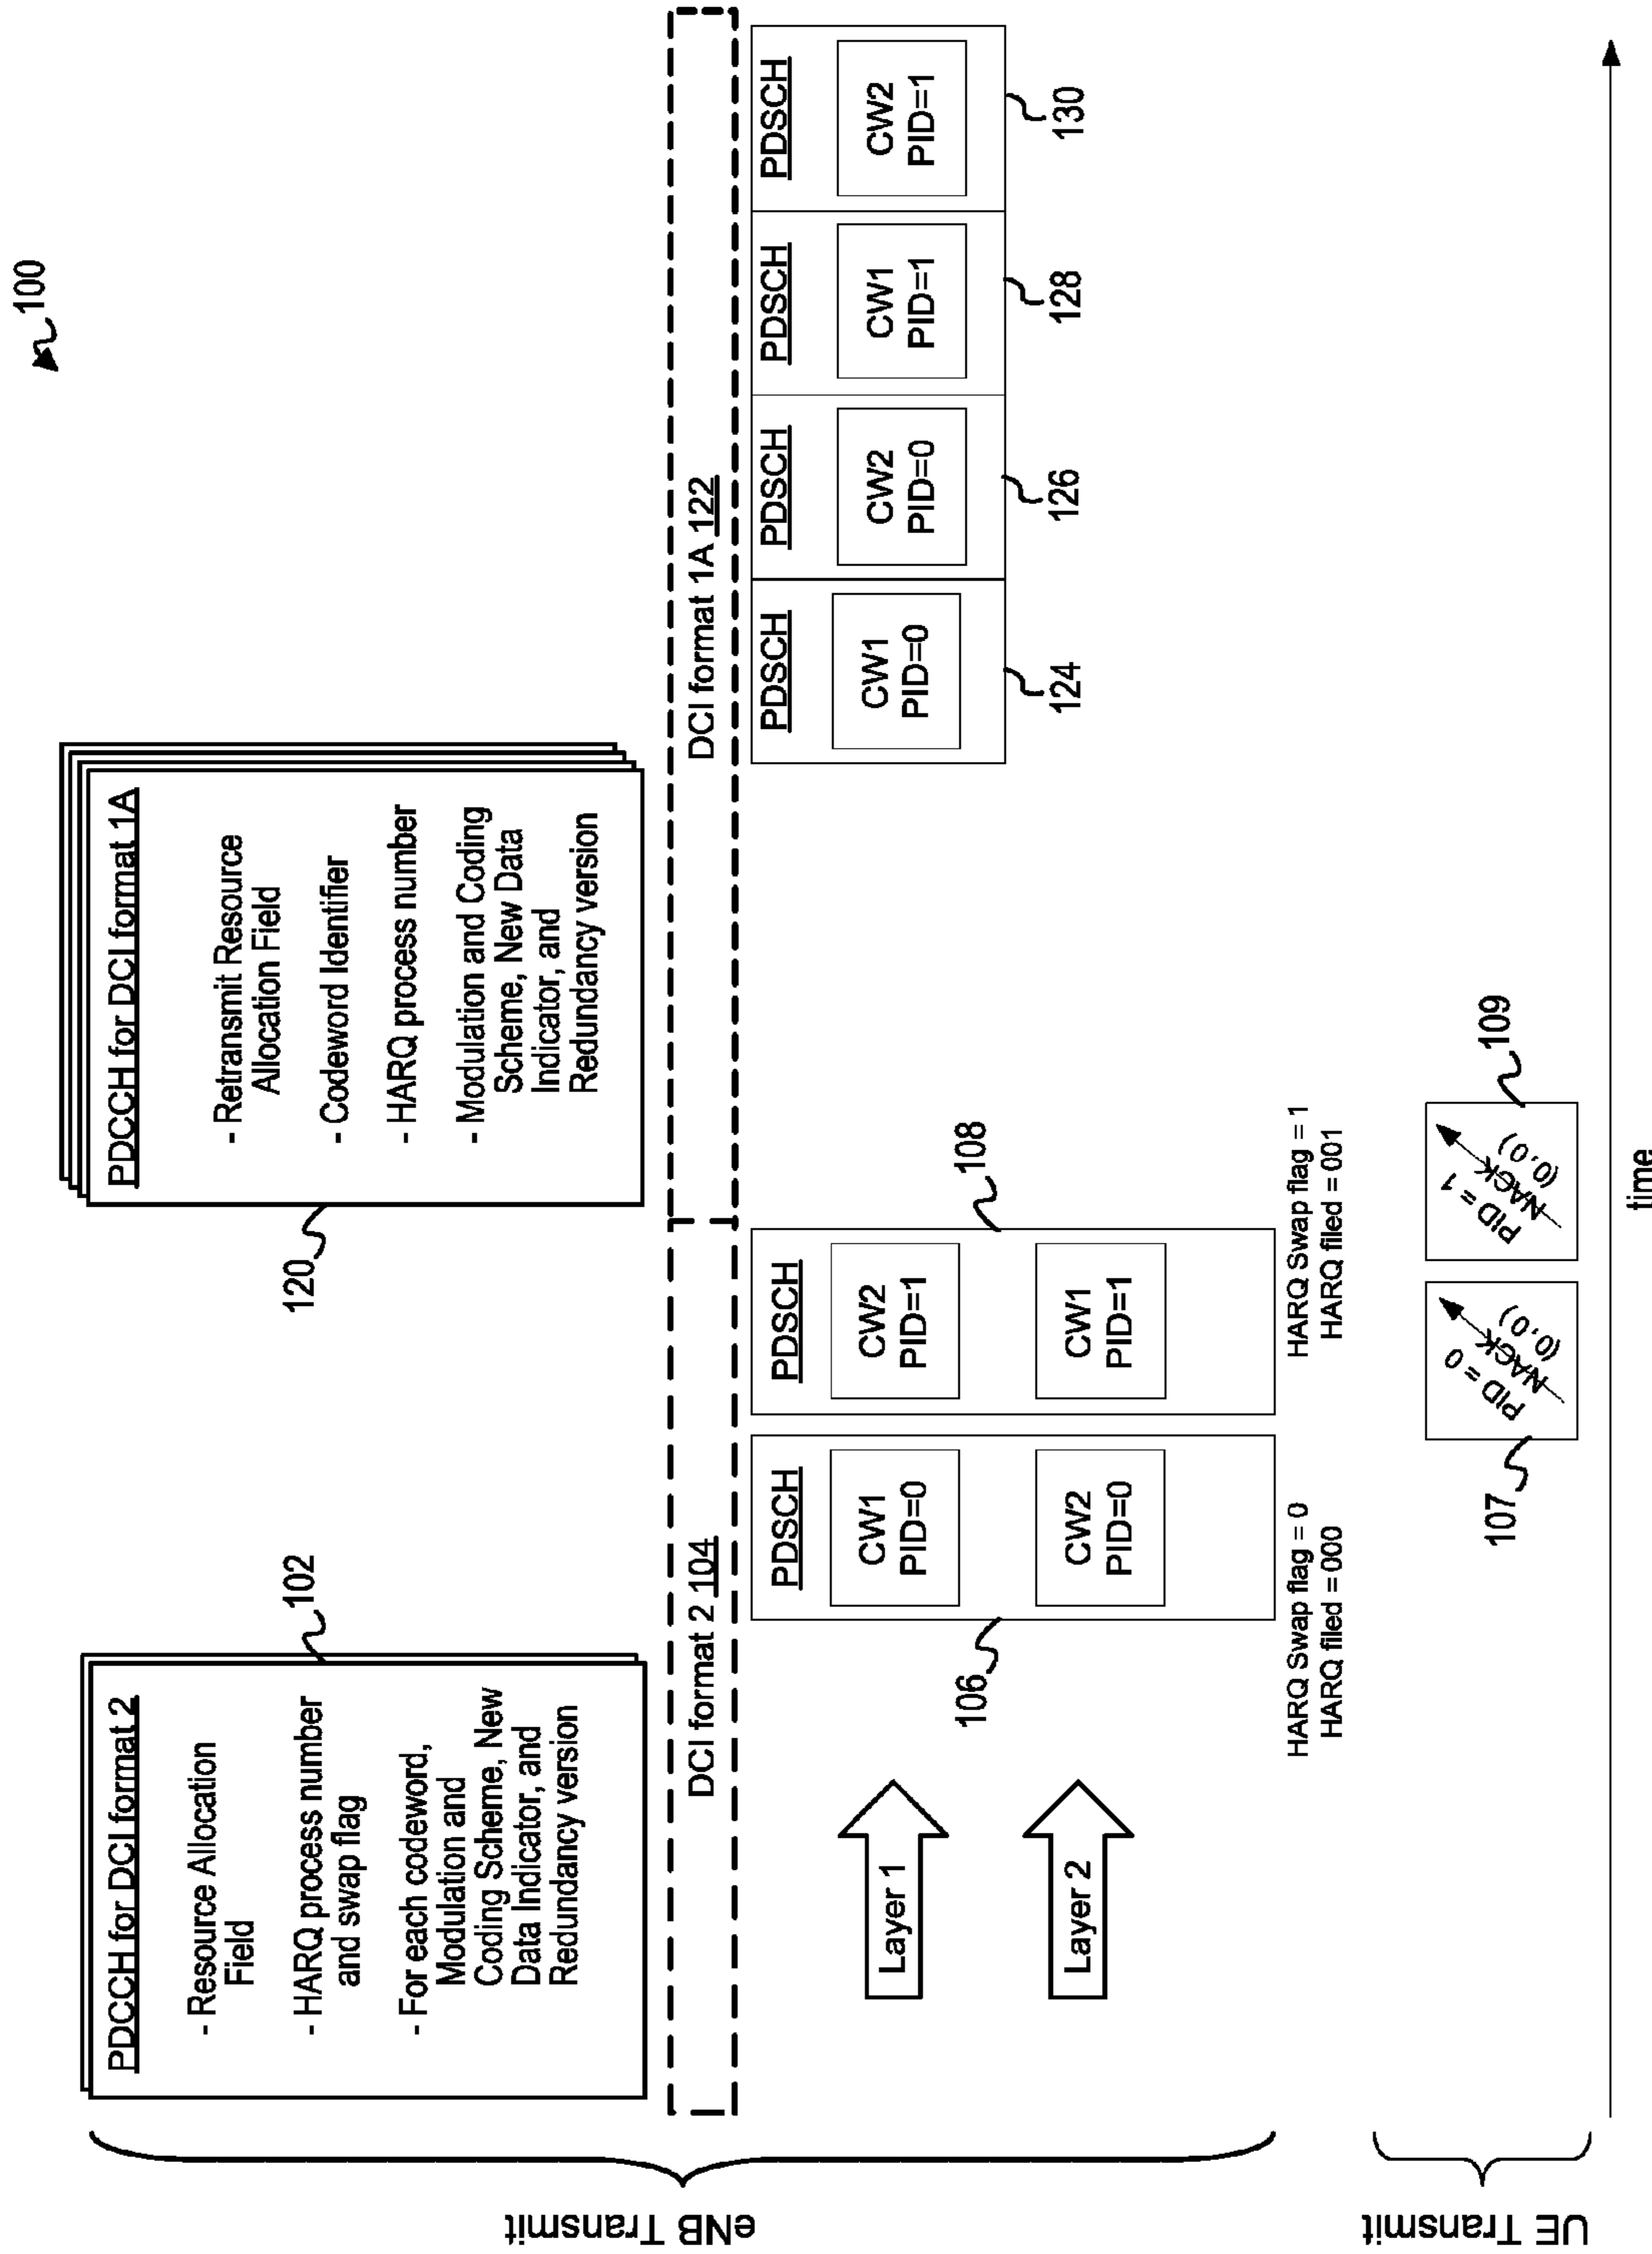 100
PDCCH for DCI format 2
- Resource Allocation
Field
- HARQ process number
and swap flag
- For each codeword,
Modulation and
Coding Scheme, New
Data Indicator, and
Redundancy version
102
PDCCH for DCI format 1A
- Retransmit Resource
Allocation Field
- Codeword Identifier
- HARQ process number
- Modulation and Coding
Scheme, New Data
Indicator, and
Redundancy version
120
eNB Transmit
DCI format 2 104
DCI format 1A 122
Layer 1
Layer 2
PDSCH
CW1
PID=0
CW2
PID=0
106
HARQ Swap flag = 0
HARQ filed = 000
PDSCH
CW2
PID=1
CW1
PID=1
108
HARQ Swap flag = 1
HARQ filed = 001
PDSCH
CW1
PID=0
124
PDSCH
CW2
PID=0
126
PDSCH
CW1
PID=1
128
PDSCH
CW2
PID=1
130
UE Transmit
107
PID = 0
NACK
(0,0)
PID = 1
NACK
(0,0)
109
time